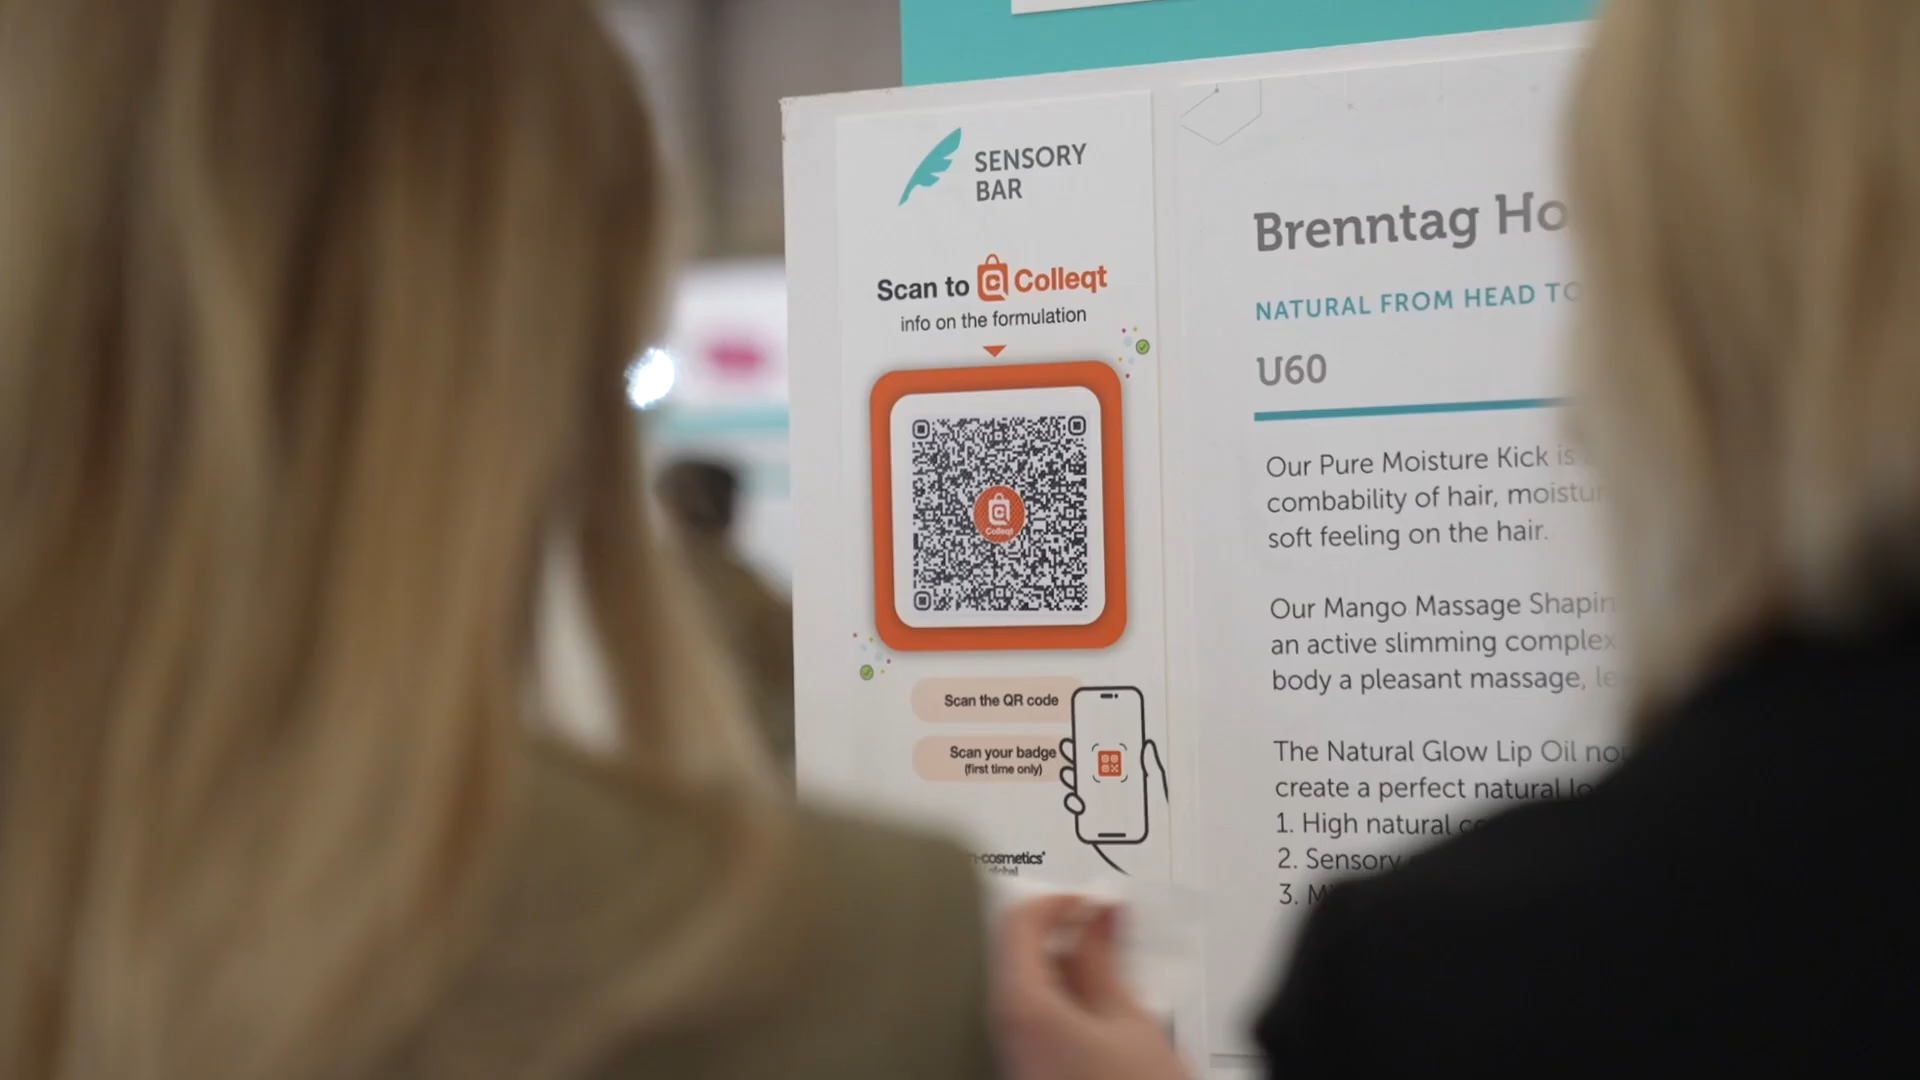 SENSORY
BAR
Scan to Colleqt
info on the formulation
Colleqt
Scan the QR code
Scan your badge
(first time only)
in-cosmetics
global
Brenntag Ho
NATURAL FROM HEAD TO
U60
Our Pure Moisture Kick is
combability of hair, moistur
soft feeling on the hair.
Our Mango Massage Shapin
an active slimming complex
body a pleasant massage, le
The Natural Glow Lip Oil no
create a perfect natural lo
1. High natural co
2. Sensory
3. M